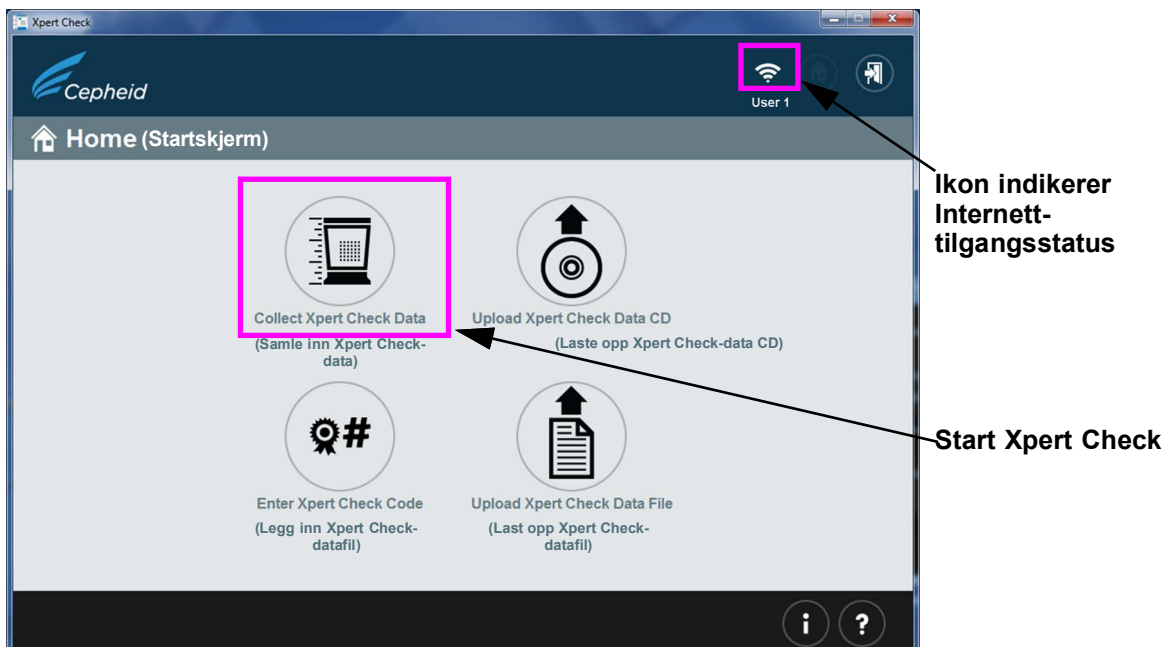 Xpert Check
Cepheid
User 1
Home (Startskjerm)
Ikon indikerer
Internett-
tilgangsstatus
Collect Xpert Check Data
(Samle inn Xpert Check-
data)
Upload Xpert Check Data CD
(Laste opp Xpert Check-data CD)
Start Xpert Check
#
Enter Xpert Check Code
(Legg inn Xpert Check-
datafil)
Upload Xpert Check Data File
(Last opp Xpert Check-
datafil)
i
?